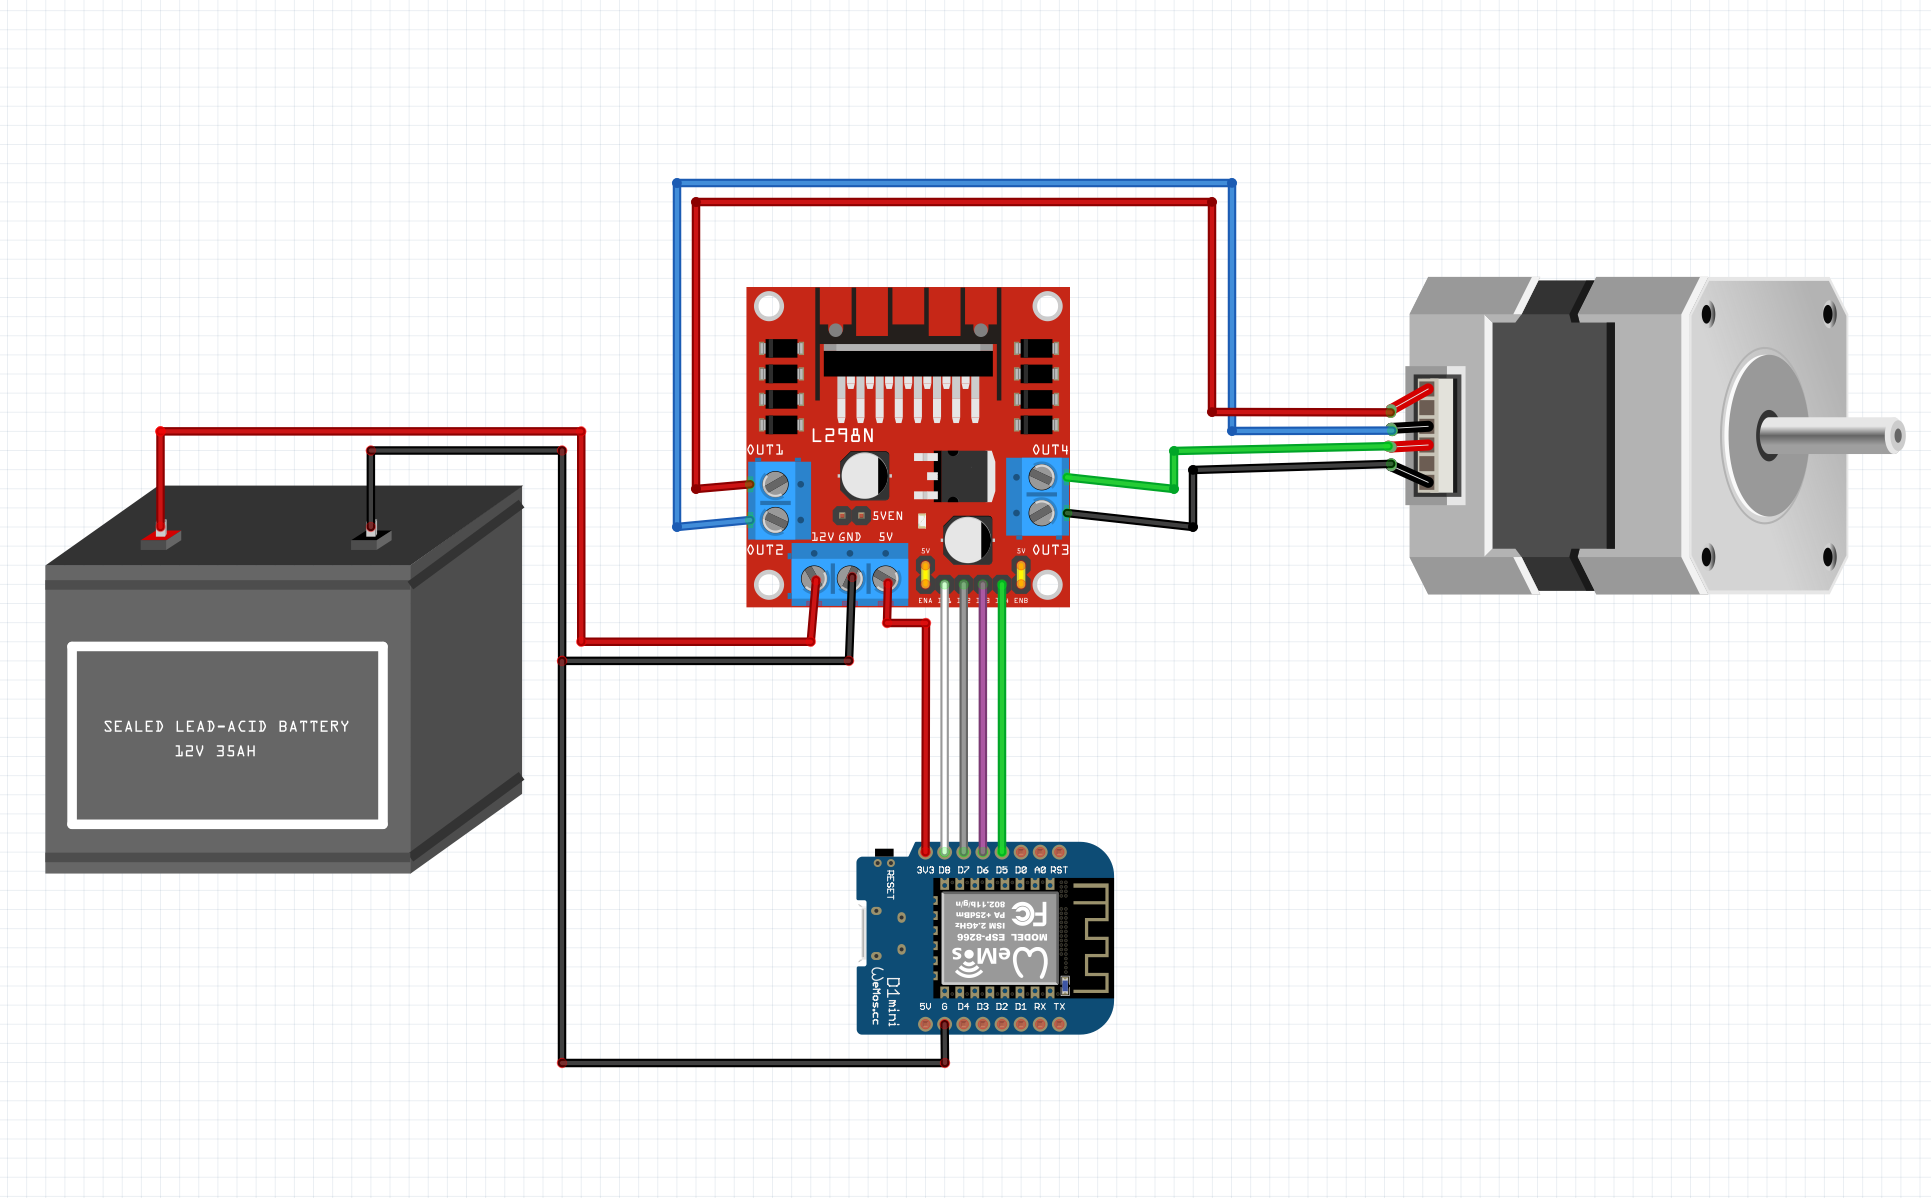 L298N
OUT1
OUT4
5VEN
12V GND 5V
OUT2
OUT3
5V
5V
ENA
ENB
SEALED LEAD-ACID BATTERY
12V 35AH
3V3 D8 D7 D6 D5 D0 A0 RST
RESET
WeMos
MODEL ESP-8266
ISM 2.4GHz
PA +25dBm
802.11b/g/n
FC
D1 mini
WeMos.cc
5V G D4 D3 D2 D1 RX TX